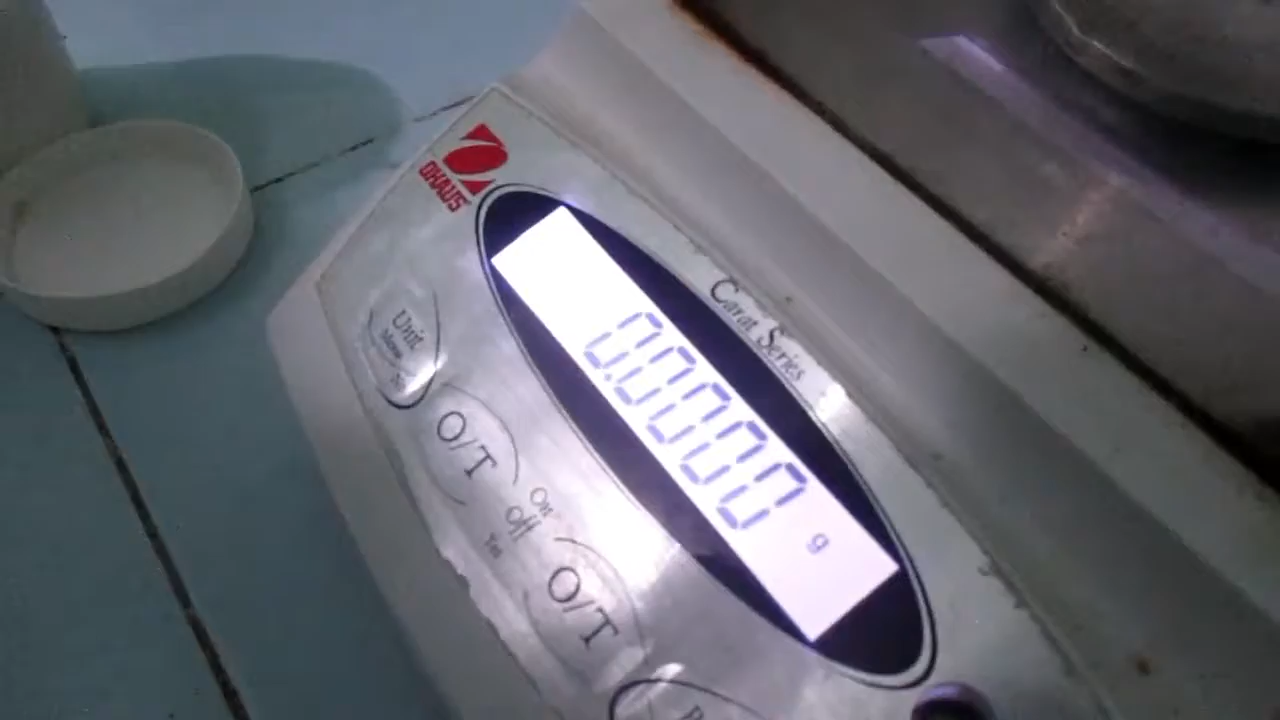 OHAUS
Carat Series
0.0000 g
Unit
O/T
On
Off
O/T